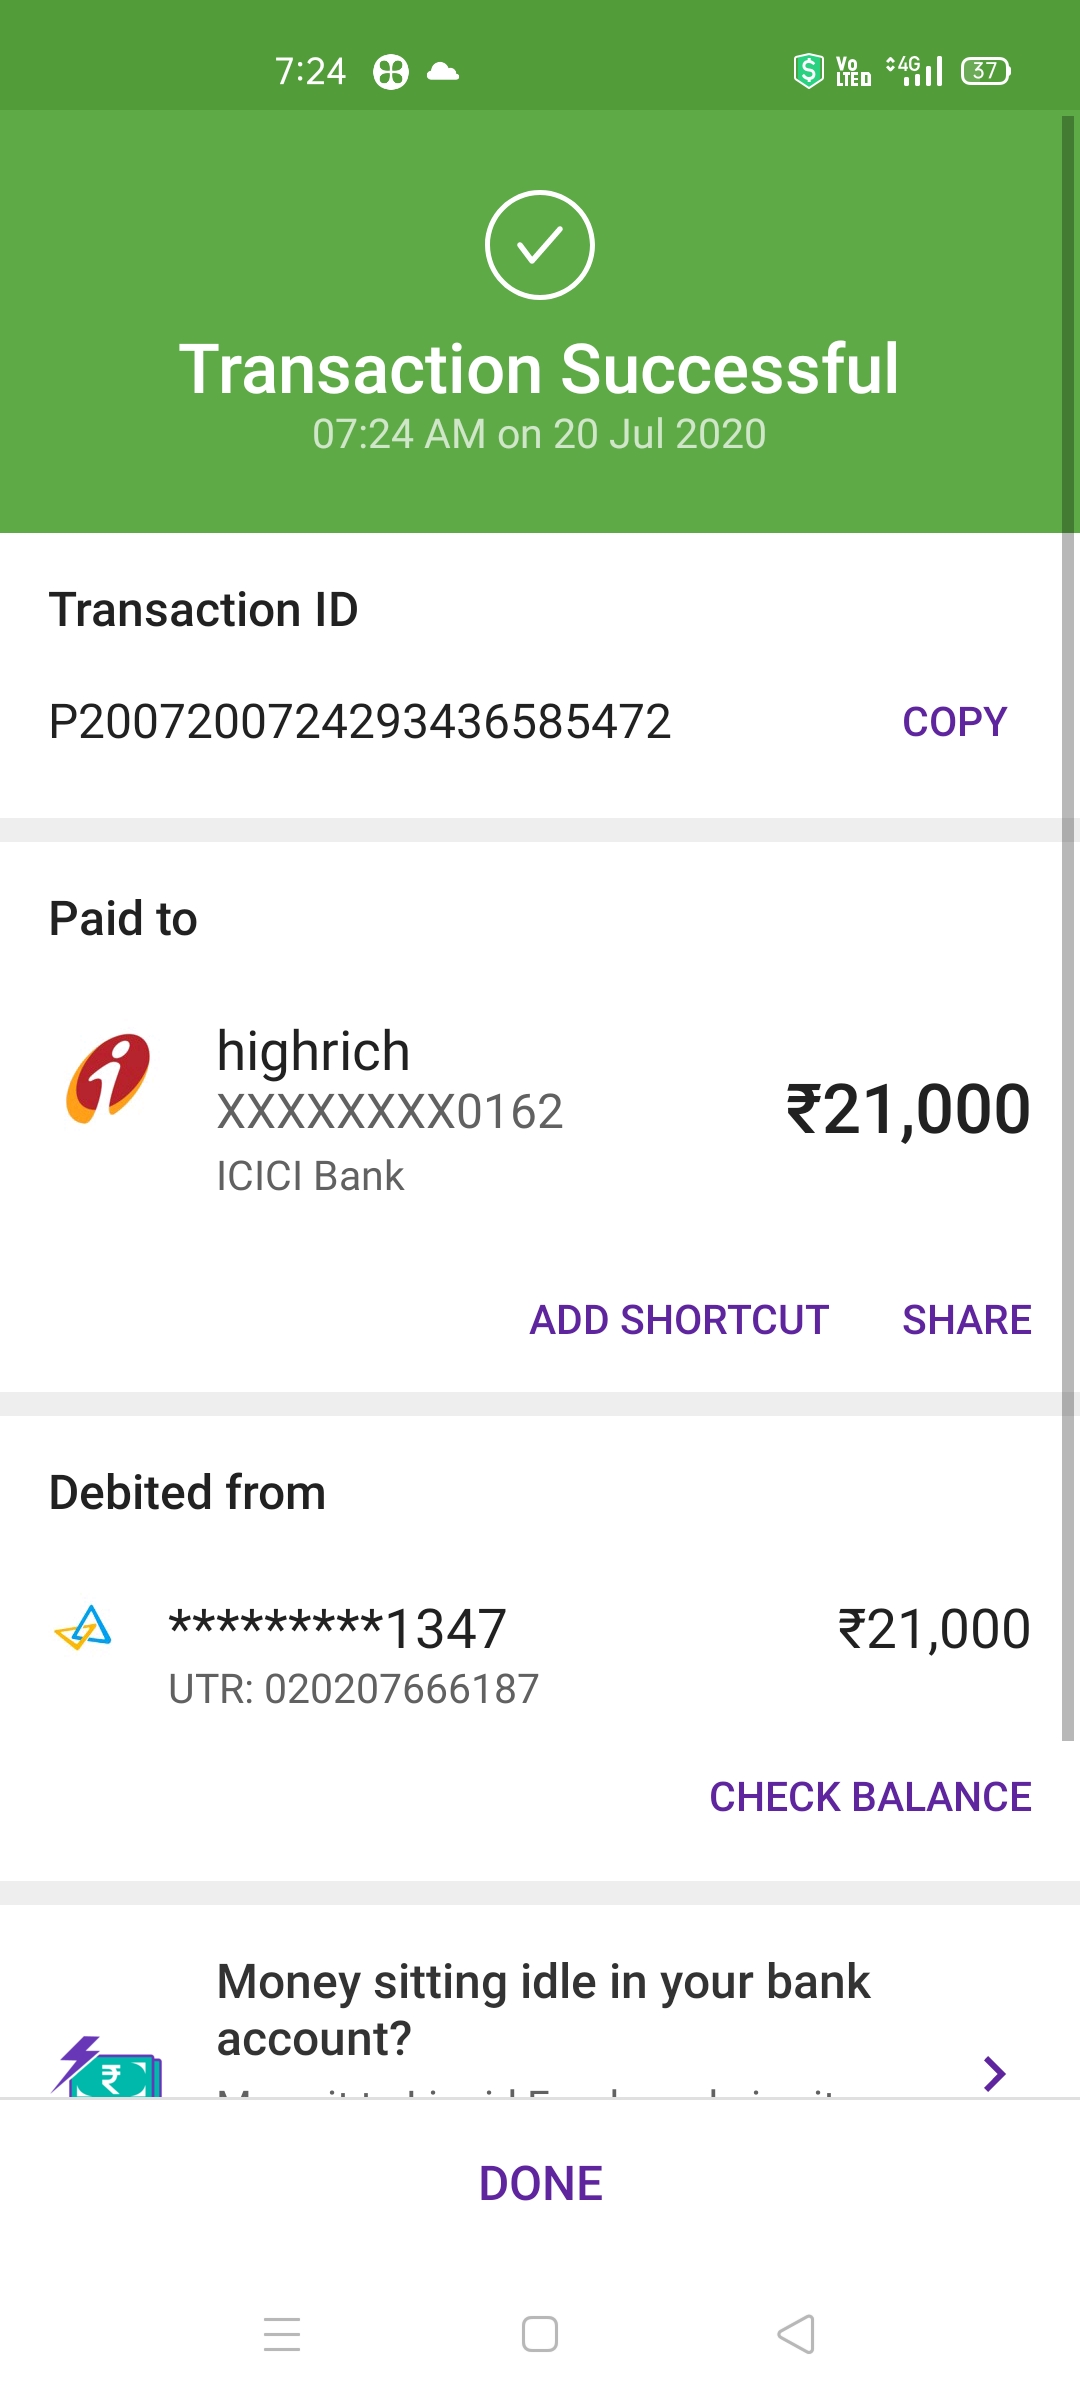 7:24
Vo
LTE D
4G
37
Transaction Successful
07:24 AM on 20 Jul 2020
Transaction ID
P2007200724293436585472
COPY
Paid to
highrich
XXXXXXXX0162
₹21,000
ICICI Bank
ADD SHORTCUT SHARE
Debited from
*********1347
₹21,000
UTR: 020207666187
CHECK BALANCE
Money sitting idle in your bank
account?
DONE